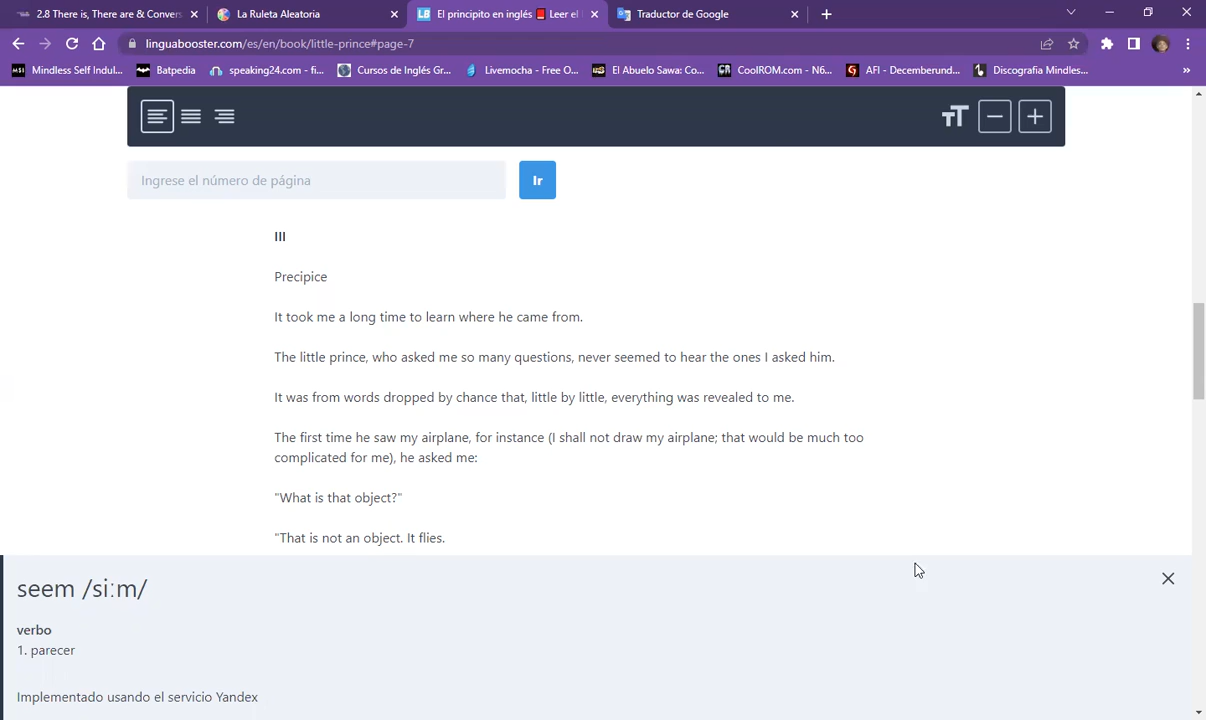 2.8 There is, There are & Convers
La Ruleta Aleatoria
El principito en inglés Leer el
Traductor de Google
linguabooster.com/es/en/book/little-prince#page-7
Mindless Self Indul...
Batpedia
speaking24.com - fi...
Cursos de Inglés Gr...
Livemocha - Free O...
El Abuelo Sawa: Co...
CoolROM.com - N6...
AFI - Decemberund...
Discografia Mindles...
»
Ingrese el número de página
Ir
III
Precipice
It took me a long time to learn where he came from.
The little prince, who asked me so many questions, never seemed to hear the ones I asked him.
It was from words dropped by chance that, little by little, everything was revealed to me.
The first time he saw my airplane, for instance (I shall not draw my airplane; that would be much too
complicated for me), he asked me:
"What is that object?"
"That is not an object. It flies.
seem /siːm/
verbo
1. parecer
Implementado usando el servicio Yandex